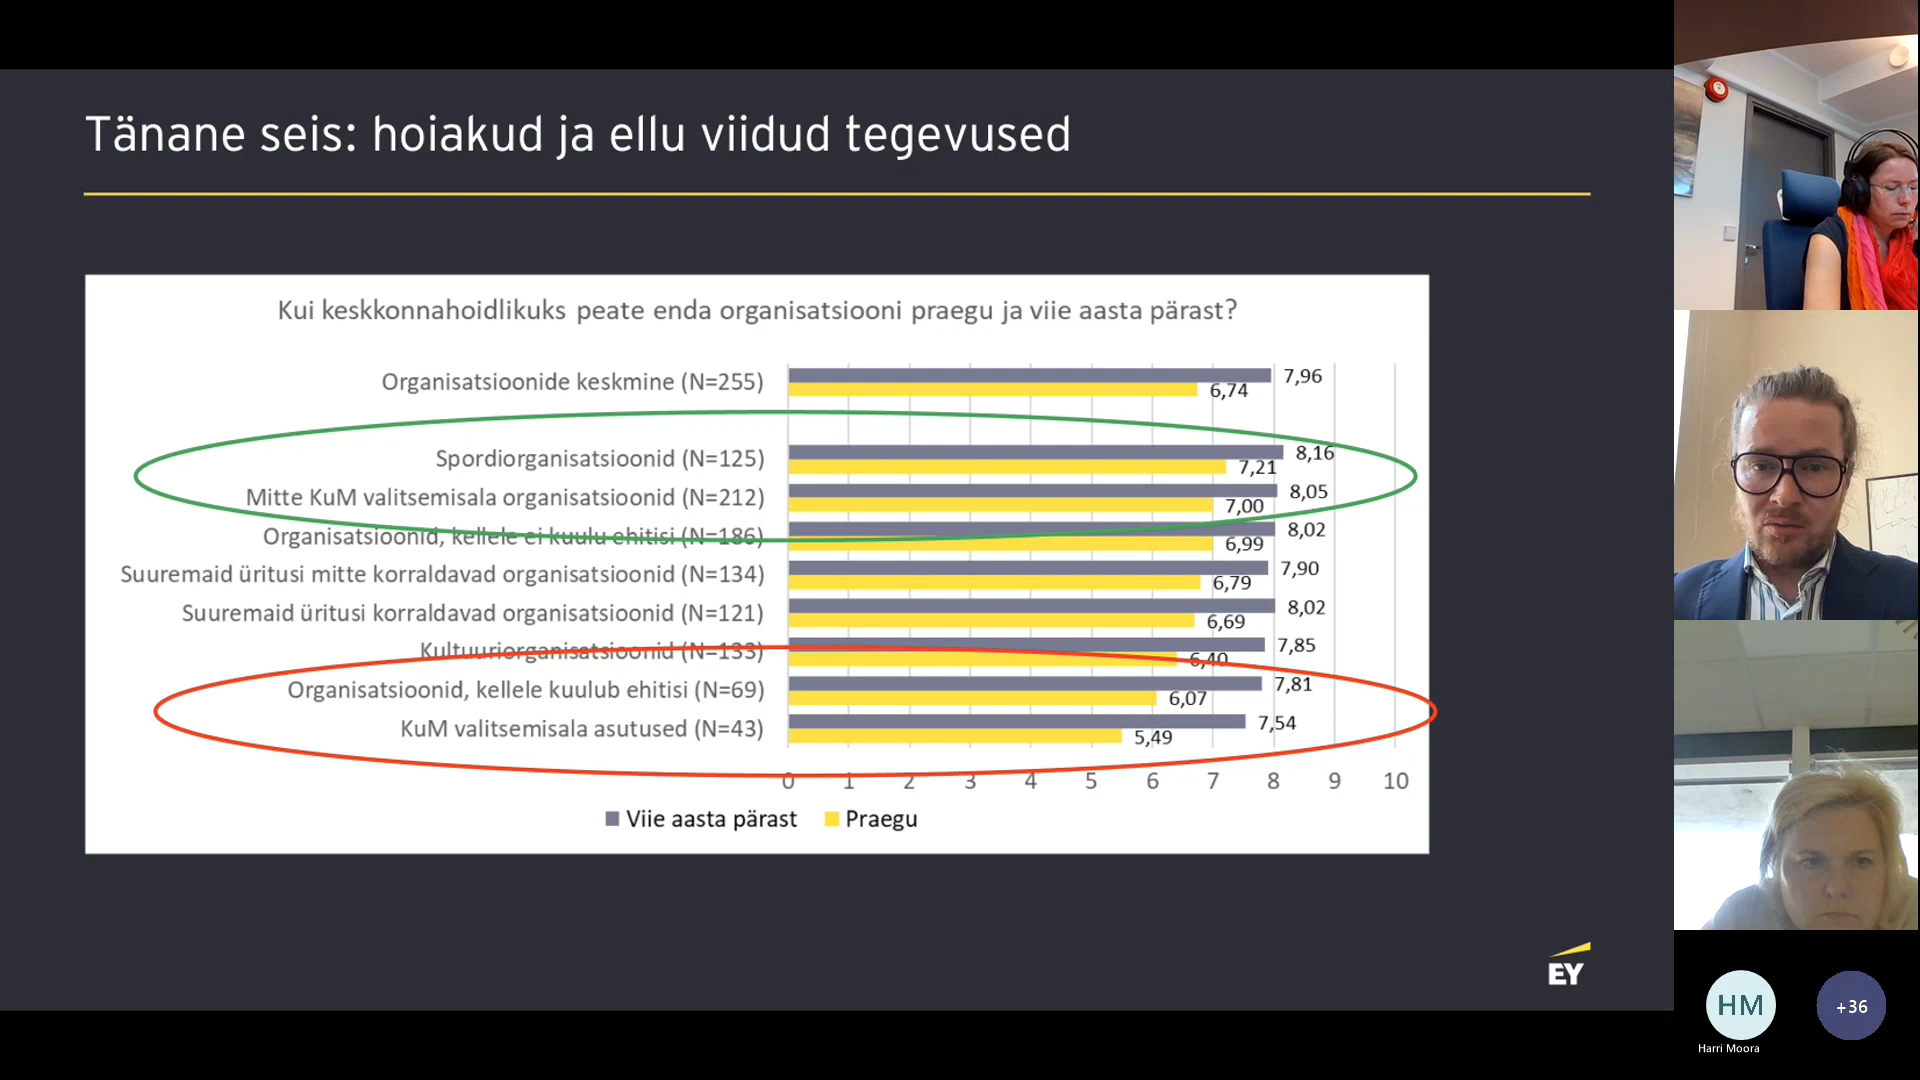 Tänane seis: hoiakud ja ellu viidud tegevused
Kui keskkonnahoidlikuks peate enda organisatsiooni praegu ja viie aasta pärast?
Organisatsioonide keskmine (N=255)
7,96
6,74
Spordiorganisatsioonid (N=125)
8,16
7,21
Mitte KuM valitsemisala organisatsioonid (N=212)
8,05
7,00
Organisatsioonid, kellele ei kuulu ehitisi (N=186)
8,02
6,99
Suuremaid üritusi mitte korraldavad organisatsioonid (N=134)
7,90
6,79
Suuremaid üritusi korraldavad organisatsioonid (N=121)
8,02
6,69
Kultuuriorganisatsioonid (N=133)
7,85
6,40
Organisatsioonid, kellele kuulub ehitisi (N=69)
7,81
6,07
KuM valitsemisala asutused (N=43)
7,54
5,49
0 1 2 3 4 5 6 7 8 9 10
Viie aasta pärast Praegu
EY
HM
+36
Harri Moora